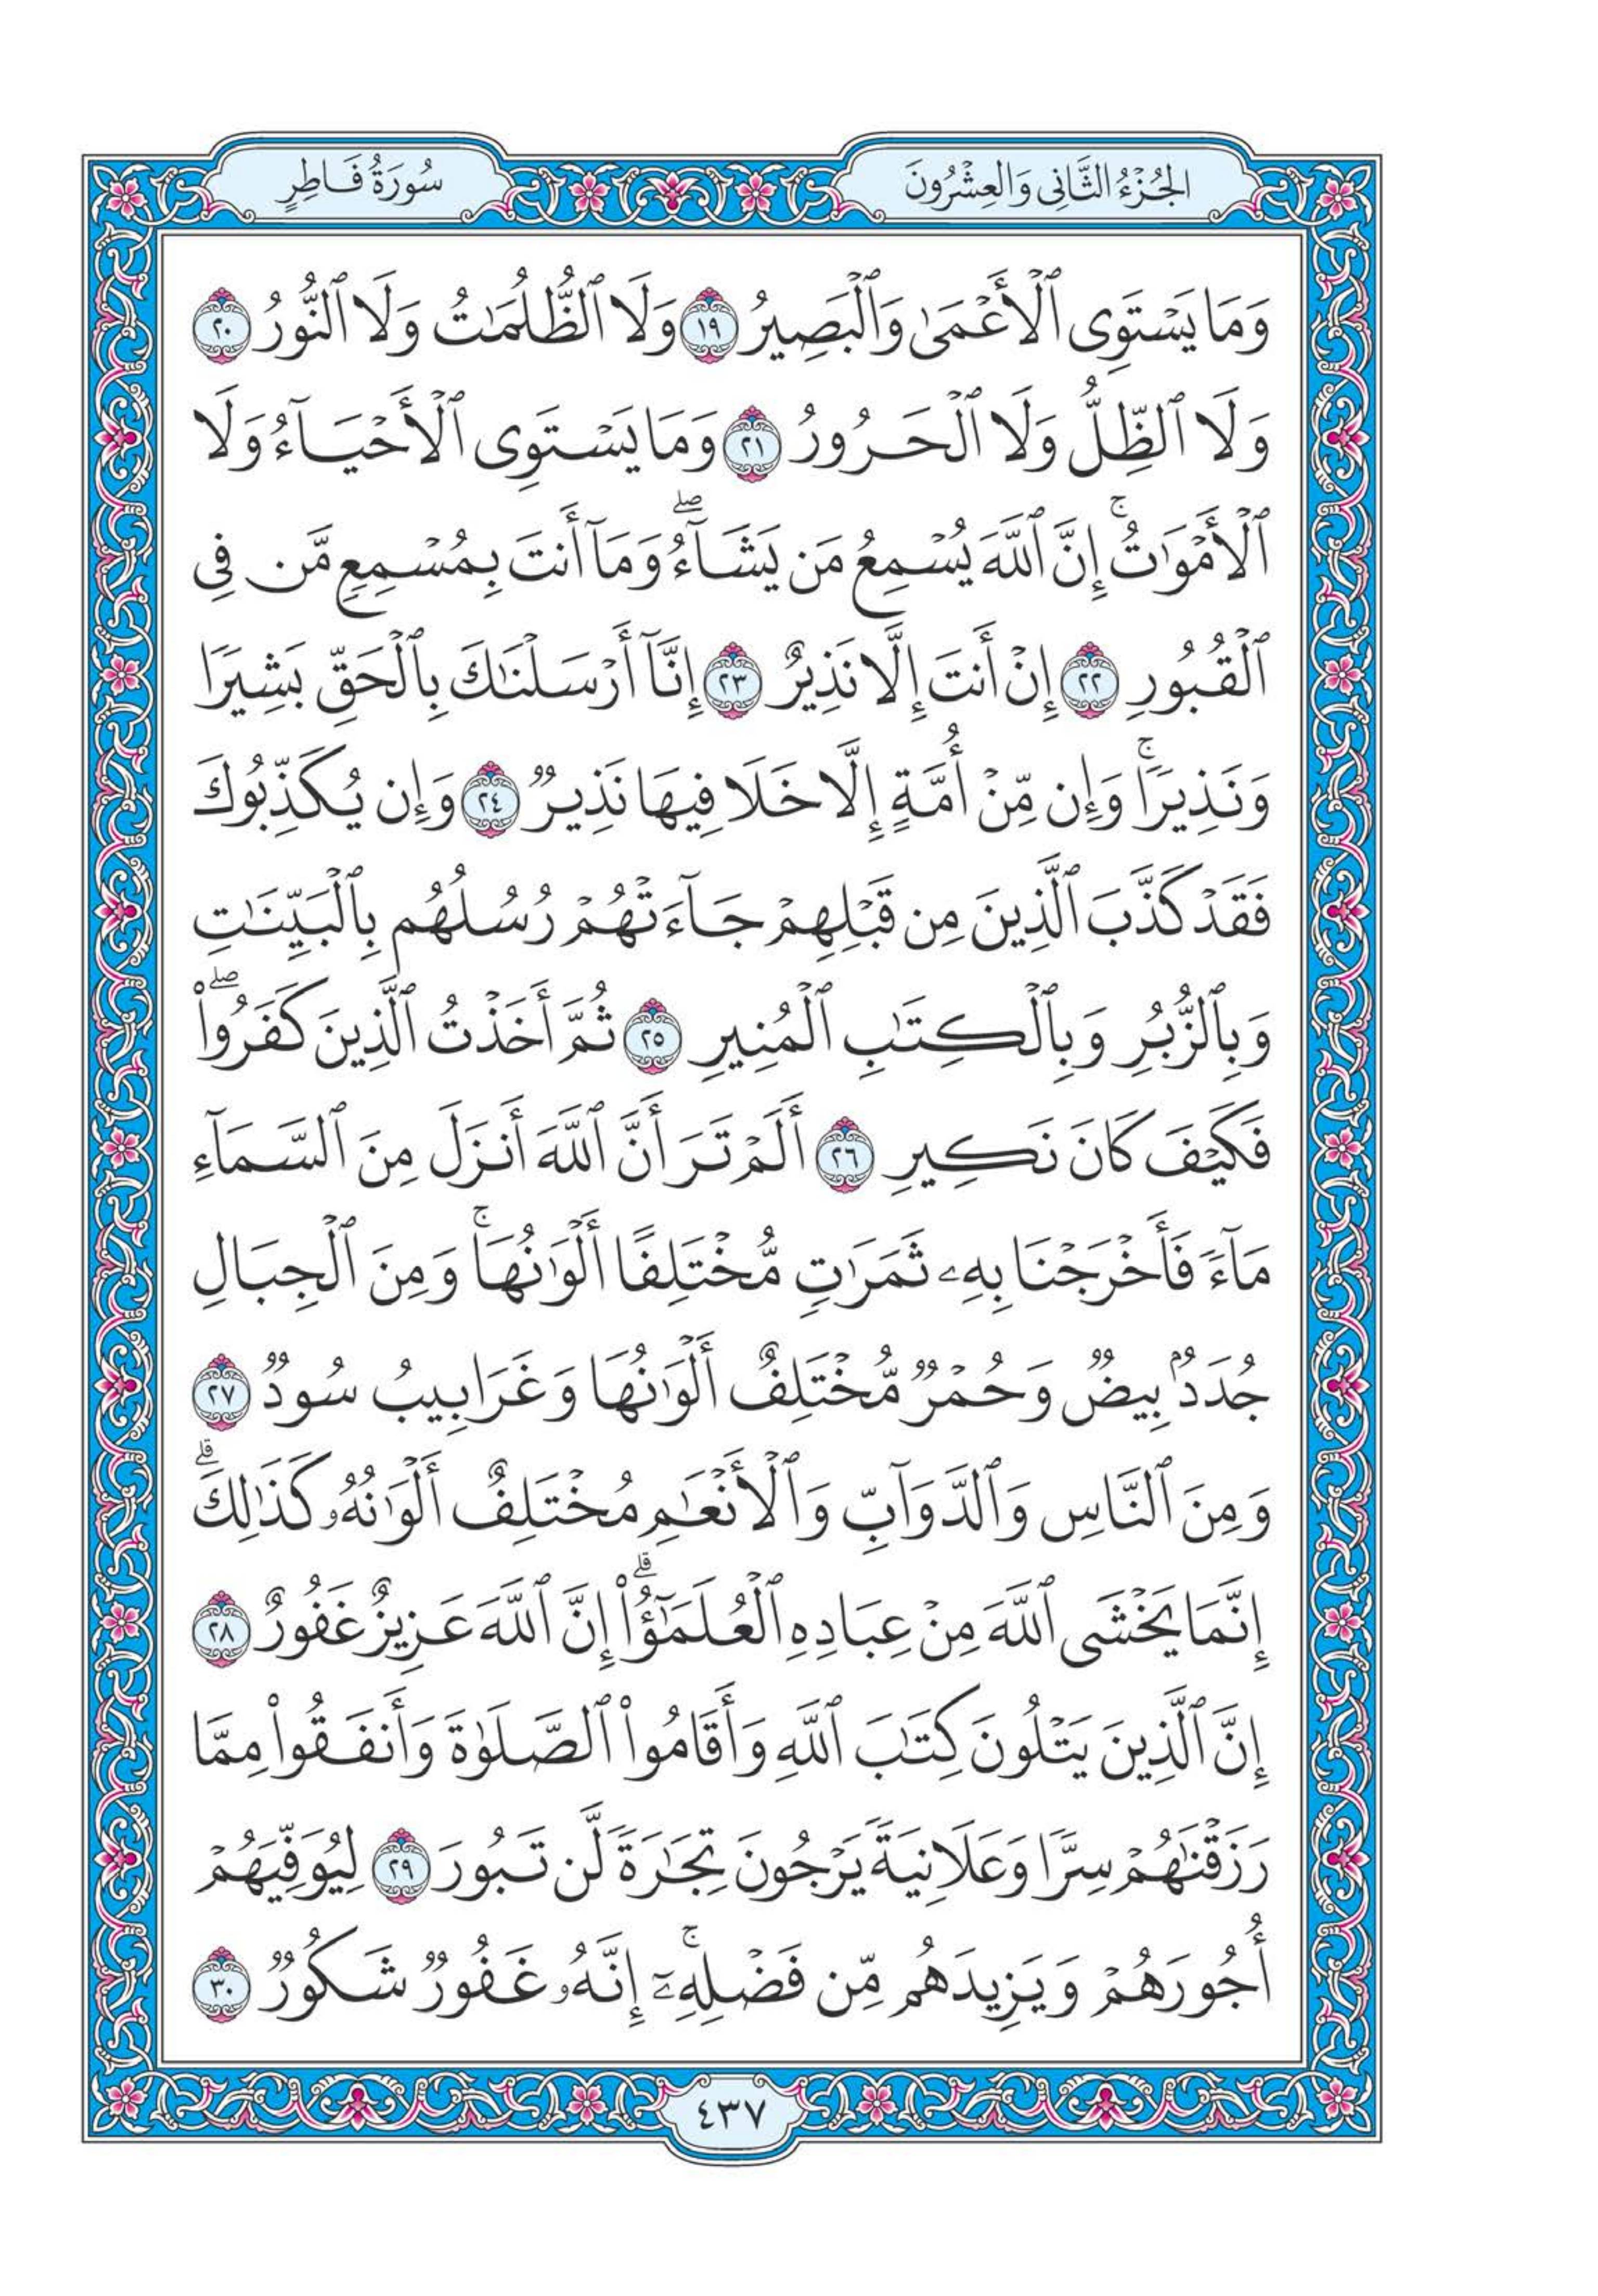 الجُزْءُ الثَّانِي وَالعِشْرُونَ
سُورَةُ فَاطِرٍ
وَمَا يَسْتَوِى ٱلْأَعْمَىٰ وَٱلْبَصِيرُ ١٩ وَلَا ٱلظُّلُمَٰتُ وَلَا ٱلنُّورُ ٢٠
وَلَا ٱلظِّلُّ وَلَا ٱلْحَرُورُ ٢١ وَمَا يَسْتَوِى ٱلْأَحْيَآءُ وَلَا
ٱلْأَمْوَٰتُ ۚ إِنَّ ٱللَّهَ يُسْمِعُ مَن يَشَآءُ ۖ وَمَآ أَنتَ بِمُسْمِعٍ مَّن فِى
ٱلْقُبُورِ ٢٢ إِنْ أَنتَ إِلَّا نَذِيرٌ ٢٣ إِنَّآ أَرْسَلْنَٰكَ بِٱلْحَقِّ بَشِيرًا
وَنَذِيرًا ۚ وَإِن مِّنْ أُمَّةٍ إِلَّا خَلَا فِيهَا نَذِيرٌ ٢٤ وَإِن يُكَذِّبُوكَ
فَقَدْ كَذَّبَ ٱلَّذِينَ مِن قَبْلِهِمْ جَآءَتْهُمْ رُسُلُهُم بِٱلْبَيِّنَٰتِ
وَبِٱلزُّبُرِ وَبِٱلْكِتَٰبِ ٱلْمُنِيرِ ٢٥ ثُمَّ أَخَذْتُ ٱلَّذِينَ كَفَرُوا۟ ۖ
فَكَيْفَ كَانَ نَكِيرِ ٢٦ أَلَمْ تَرَ أَنَّ ٱللَّهَ أَنزَلَ مِنَ ٱلسَّمَآءِ
مَآءً فَأَخْرَجْنَا بِهِۦ ثَمَرَٰتٍ مُّخْتَلِفًا أَلْوَٰنُهَا ۚ وَمِنَ ٱلْجِبَالِ
جُدَدٌۢ بِيضٌ وَحُمْرٌ مُّخْتَلِفٌ أَلْوَٰنُهَا وَغَرَابِيبُ سُودٌ ٢٧
وَمِنَ ٱلنَّاسِ وَٱلدَّوَآبِّ وَٱلْأَنْعَٰمِ مُخْتَلِفٌ أَلْوَٰنُهُۥ كَذَٰلِكَ ۗ
إِنَّمَا يَخْشَى ٱللَّهَ مِنْ عِبَادِهِ ٱلْعُلَمَٰٓؤُا۟ ۗ إِنَّ ٱللَّهَ عَزِيزٌ غَفُورٌ ٢٨
إِنَّ ٱلَّذِينَ يَتْلُونَ كِتَٰبَ ٱللَّهِ وَأَقَامُوا۟ ٱلصَّلَوٰةَ وَأَنفَقُوا۟ مِمَّا
رَزَقْنَٰهُمْ سِرًّا وَعَلَانِيَةً يَرْجُونَ تِجَٰرَةً لَّن تَبُورَ ٢٩ لِيُوَفِّيَهُمْ
أُجُورَهُمْ وَيَزِيدَهُم مِّن فَضْلِهِۦٓ ۚ إِنَّهُۥ غَفُورٌ شَكُورٌ ٣٠
٤٣٧